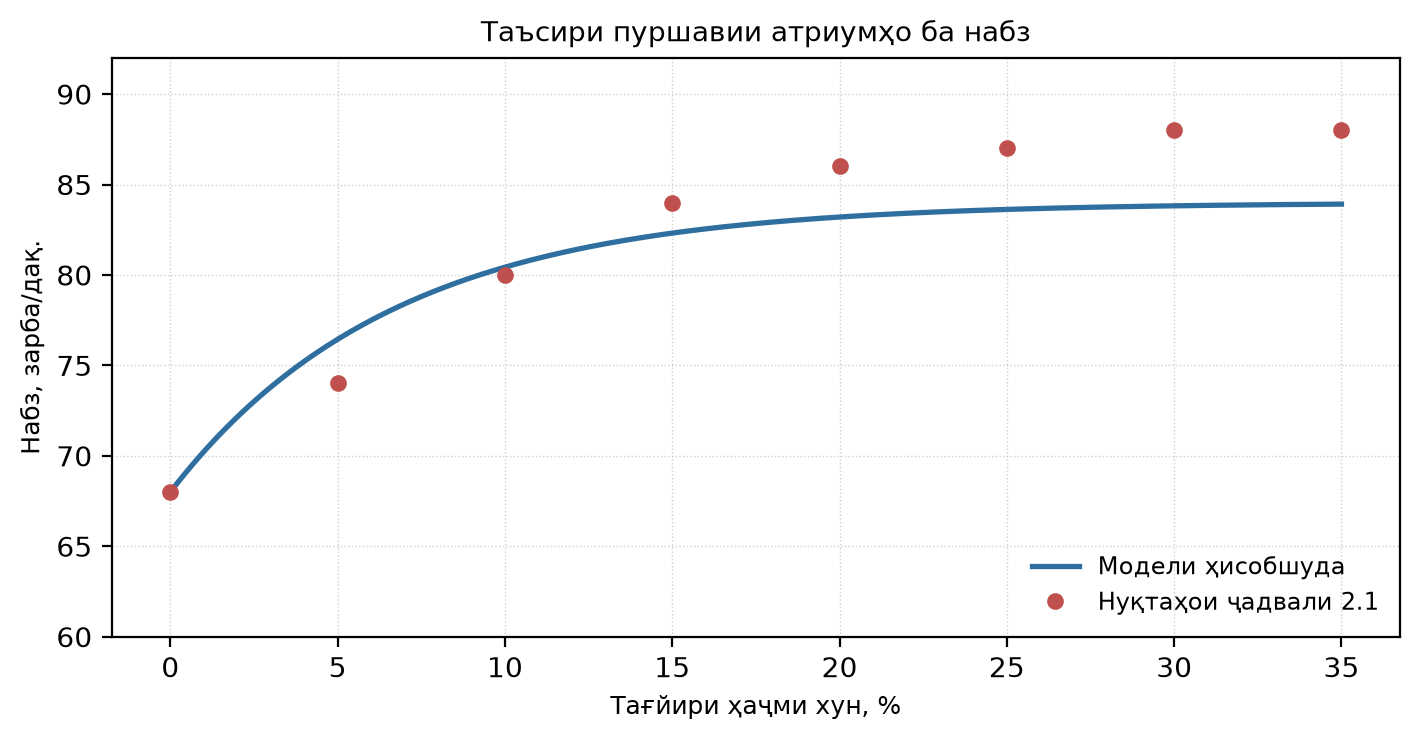 Таъсири пуршавии атриумҳо ба набз
Набз, зарба/дақ.
90
85
80
75
70
65
60
Модели ҳисобшуда
Нуқтаҳои ҷадвали 2.1
0 5 10 15 20 25 30 35
Тағйири ҳаҷми хун, %